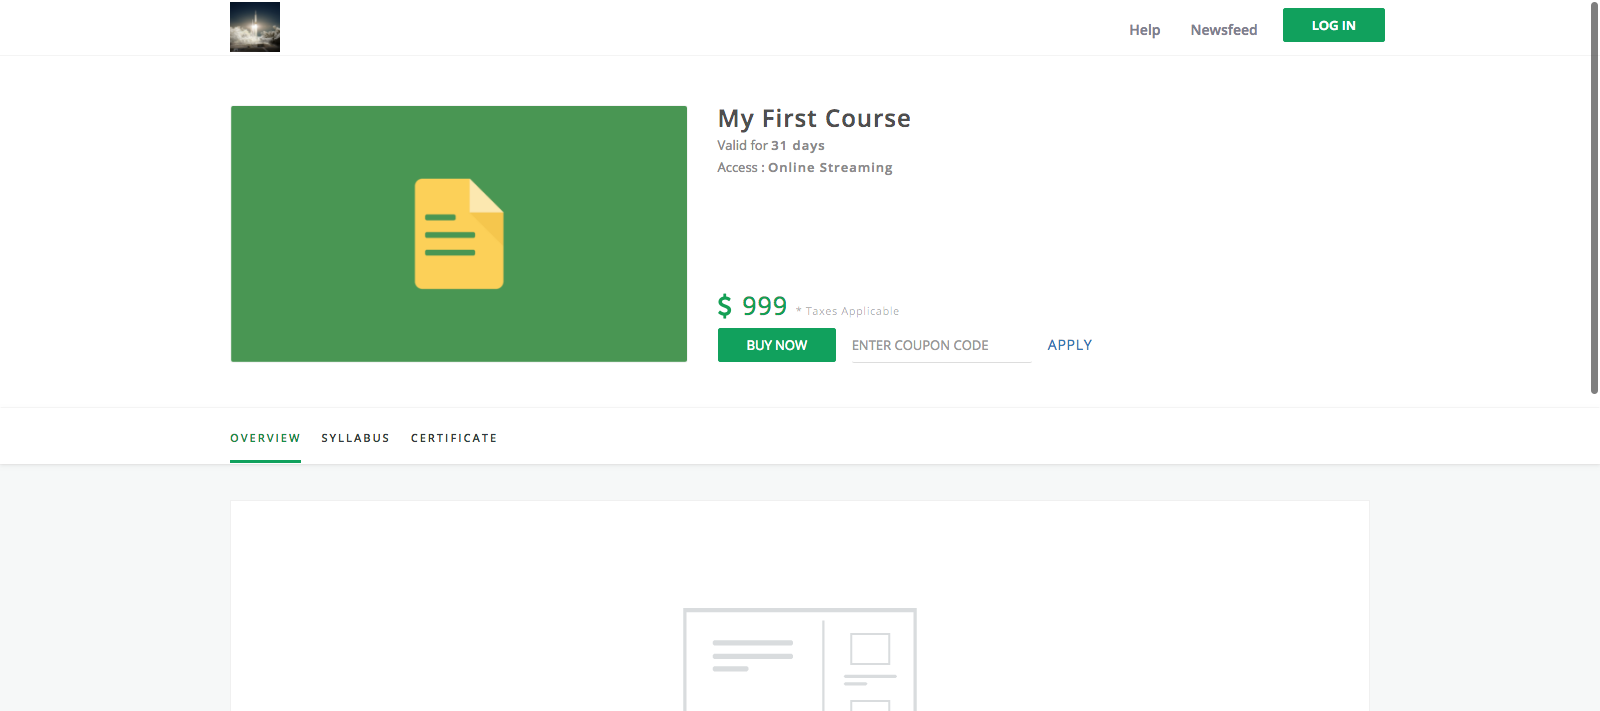 Help Newsfeed LOG IN
My First Course
Valid for 31 days
Access : Online Streaming
$ 999 * Taxes Applicable
BUY NOW ENTER COUPON CODE APPLY
OVERVIEW SYLLABUS CERTIFICATE